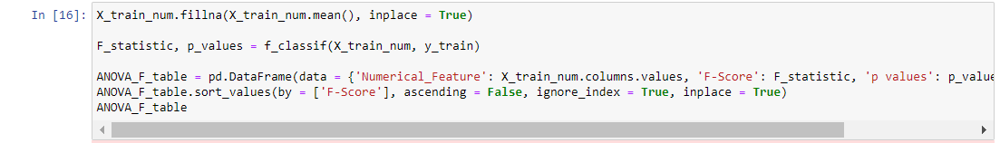 In [16]:
X_train_num.fillna(X_train_num.mean(), inplace = True)
F_statistic, p_values = f_classif(X_train_num, y_train)
ANOVA_F_table = pd.DataFrame(data = {'Numerical_Feature': X_train_num.columns.values, 'F-Score': F_statistic, 'p values': p_value
ANOVA_F_table.sort_values(by = ['F-Score'], ascending = False, ignore_index = True, inplace = True)
ANOVA_F_table